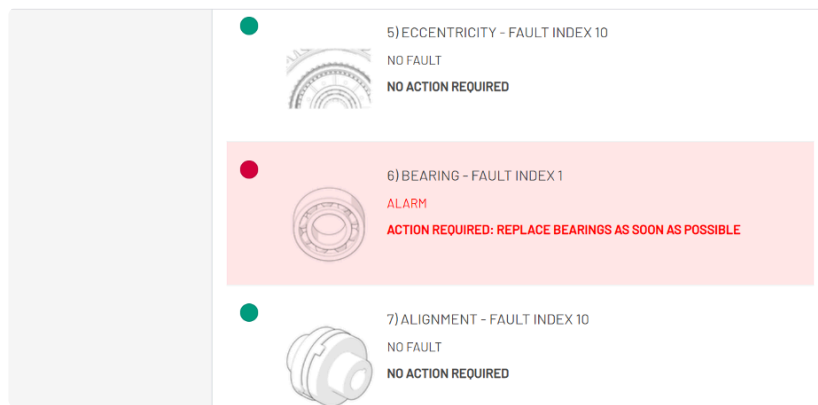 5) ECCENTRICITY - FAULT INDEX 10
NO FAULT
NO ACTION REQUIRED
6) BEARING - FAULT INDEX 1
ALARM
ACTION REQUIRED: REPLACE BEARINGS AS SOON AS POSSIBLE
7) ALIGNMENT - FAULT INDEX 10
NO FAULT
NO ACTION REQUIRED